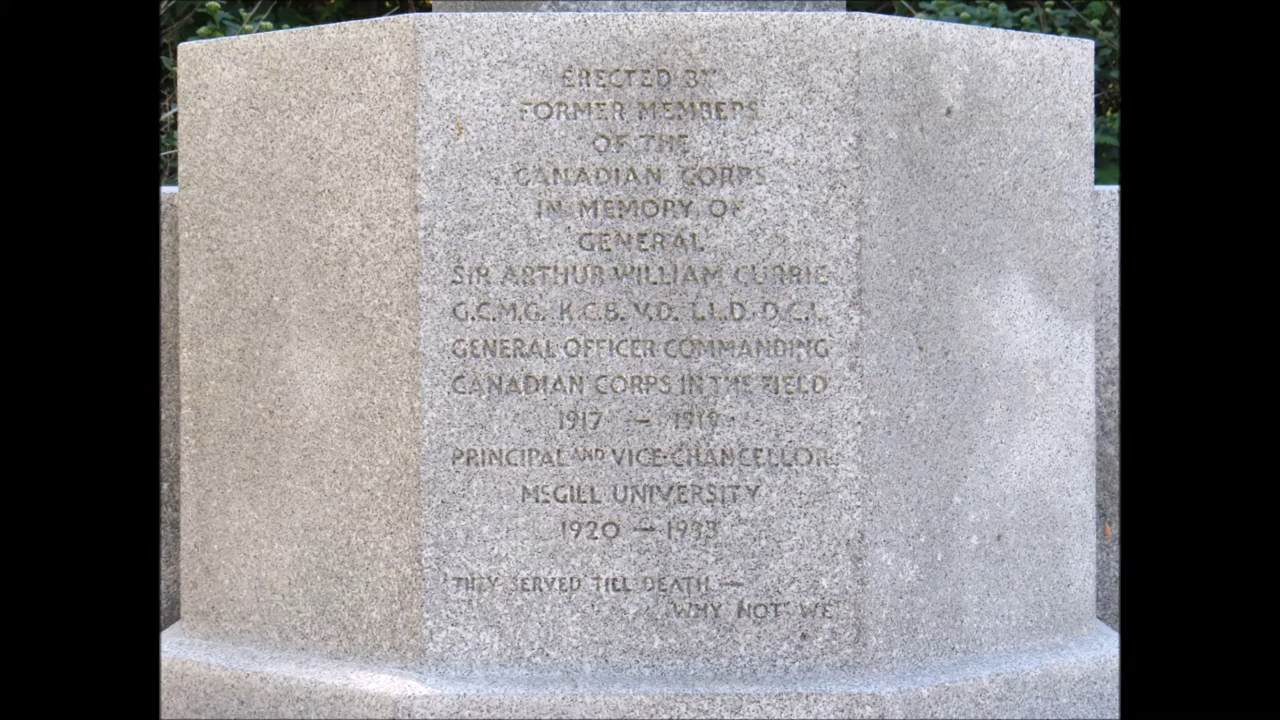 ERECTED BY
FORMER MEMBERS
OF THE
CANADIAN CORPS
IN MEMORY OF
GENERAL
SIR ARTHUR WILLIAM CURRIE
G.C.M.G. K.C.B. V.D. L.L.D. D.C.L.
GENERAL OFFICER COMMANDING
CANADIAN CORPS IN THE FIELD
1917 — 1919
PRINCIPAL AND VICE-CHANCELLOR
MCGILL UNIVERSITY
1920 — 1933
"THEY SERVED TILL DEATH —
WHY NOT WE"